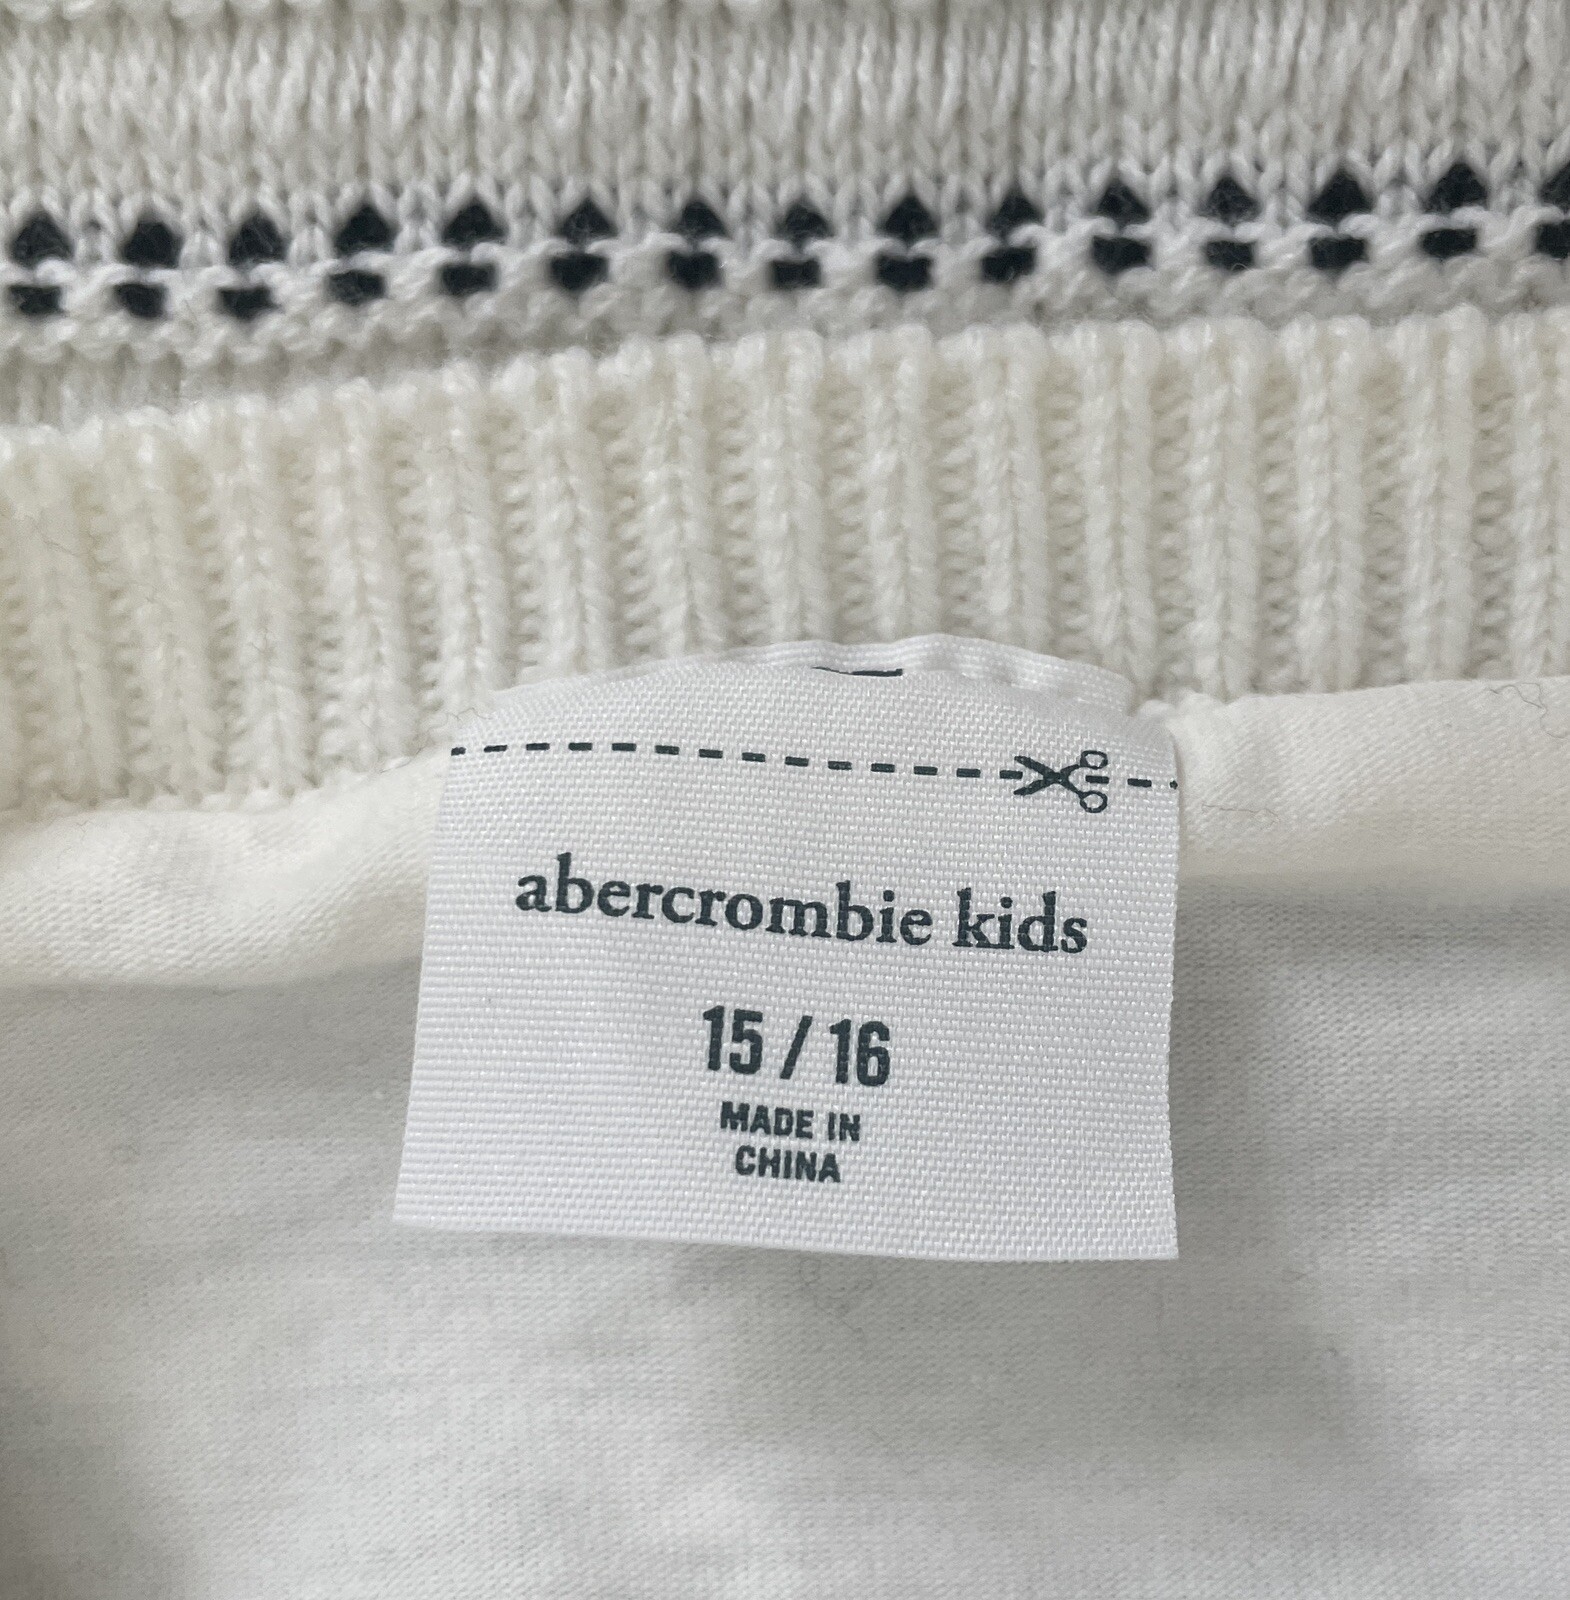 abercrombie kids
15 / 16
MADE IN
CHINA